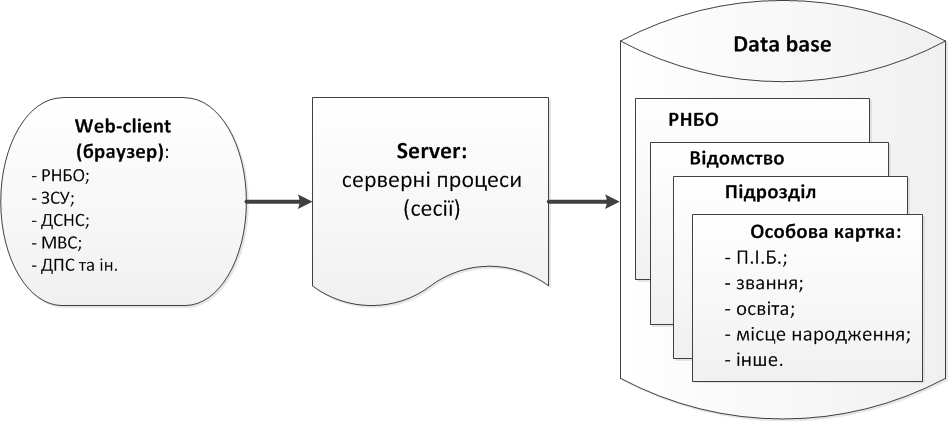 Web-client
(браузер):
- РНБО;
- ЗСУ;
- ДСНС;
- МВС;
- ДПС та ін.
Server:
серверні процеси
(сесії)
Data base
РНБО
Відомство
Підрозділ
Особова картка:
- П.І.Б.;
- звання;
- освіта;
- місце народження;
- інше.